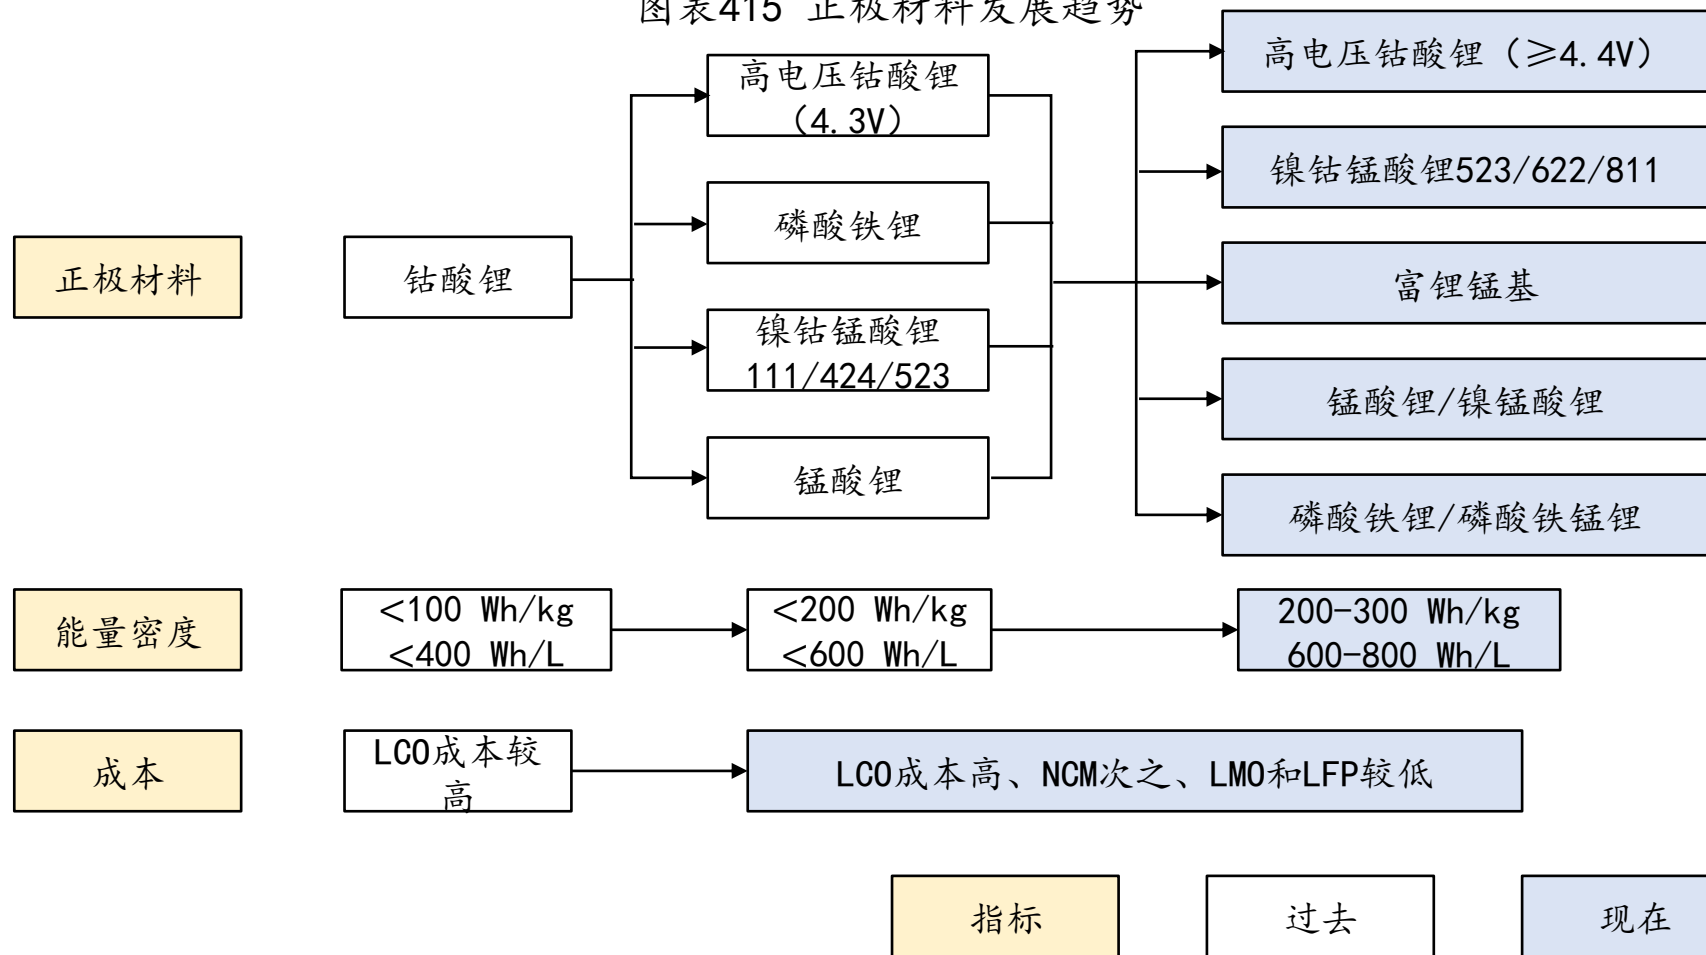 图表415 正极材料发展趋势
正极材料
钴酸锂
高电压钴酸锂
（4.3V）
磷酸铁锂
镍钴锰酸锂
111/424/523
锰酸锂
高电压钴酸锂（≥4.4V）
镍钴锰酸锂523/622/811
富锂锰基
锰酸锂/镍锰酸锂
磷酸铁锂/磷酸铁锰锂
能量密度
<100 Wh/kg
<400 Wh/L
<200 Wh/kg
<600 Wh/L
200-300 Wh/kg
600-800 Wh/L
成本
LCO成本较
高
LCO成本高、NCM次之、LMO和LFP较低
指标
过去
现在